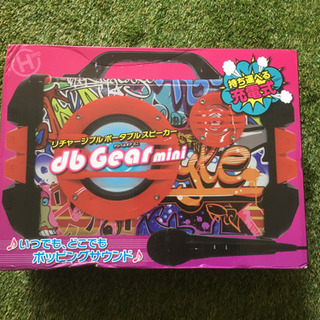 持ち運べる
充電式
リチャージブル ポータブルスピーカー
db Gear mini
♪いつでも、どこでも
ポッピングサウンド♪